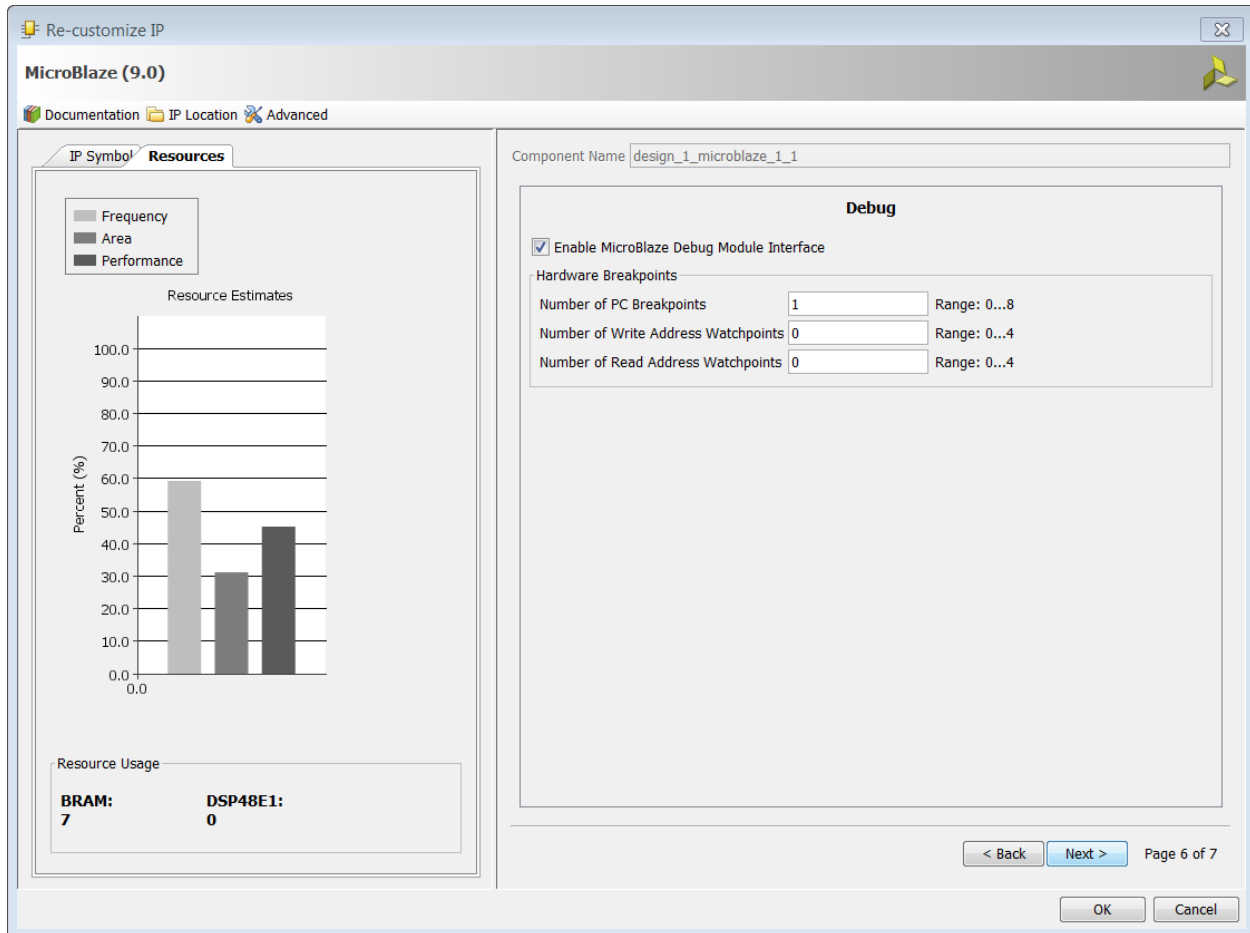 Re-customize IP
MicroBlaze (9.0)
Documentation IP Location Advanced
IP Symbol Resources
Frequency
Area
Performance
Resource Estimates
100.0
90.0
80.0
70.0
60.0
50.0
40.0
30.0
20.0
10.0
0.0
0.0
Percent (%)
Resource Usage
BRAM: DSP48E1:
7 0
Component Name design_1_microblaze_1_1
Debug
Enable MicroBlaze Debug Module Interface
Hardware Breakpoints
Number of PC Breakpoints 1 Range: 0...8
Number of Write Address Watchpoints 0 Range: 0...4
Number of Read Address Watchpoints 0 Range: 0...4
< Back Next > Page 6 of 7
OK Cancel